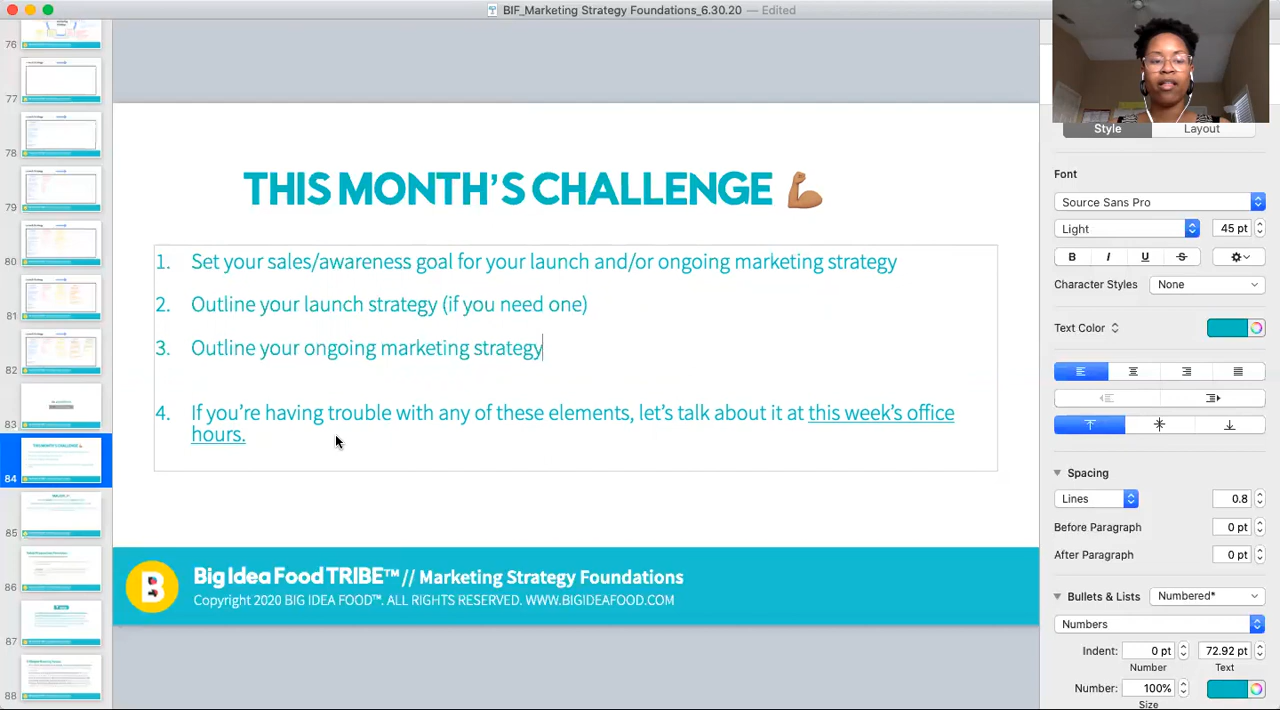 BIF_Marketing Strategy Foundations_6.30.20 — Edited
76
77
78
79
80
81
82
83
84
85
86
87
88
THIS MONTH'S CHALLENGE 💪🏽
1. Set your sales/awareness goal for your launch and/or ongoing marketing strategy
2. Outline your launch strategy (if you need one)
3. Outline your ongoing marketing strategy
4. If you're having trouble with any of these elements, let's talk about it at this week's office
hours.
B
Big Idea Food TRIBE™ // Marketing Strategy Foundations
Copyright 2020 BIG IDEA FOOD™. ALL RIGHTS RESERVED. WWW.BIGIDEAFOOD.COM
Style Layout
Font
Source Sans Pro
Light 45 pt
B I U S
Character Styles None
Text Color
Spacing
Lines 0.8
Before Paragraph 0 pt
After Paragraph 0 pt
Bullets & Lists Numbered*
Numbers
Indent: 0 pt 72.92 pt
Number Text
Number: 100%
Size